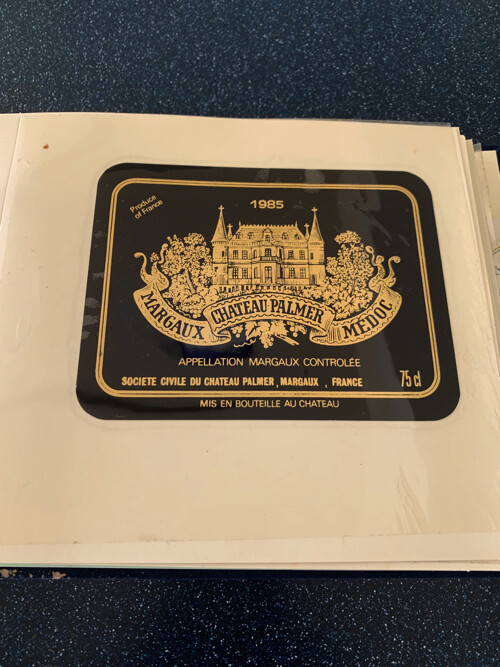 Produce
of France
1985
MARGAUX
CHATEAU PALMER
MÉDOC
APPELLATION MARGAUX CONTROLÉE
SOCIETE CIVILE DU CHATEAU PALMER, MARGAUX , FRANCE
75 cl
MIS EN BOUTEILLE AU CHATEAU